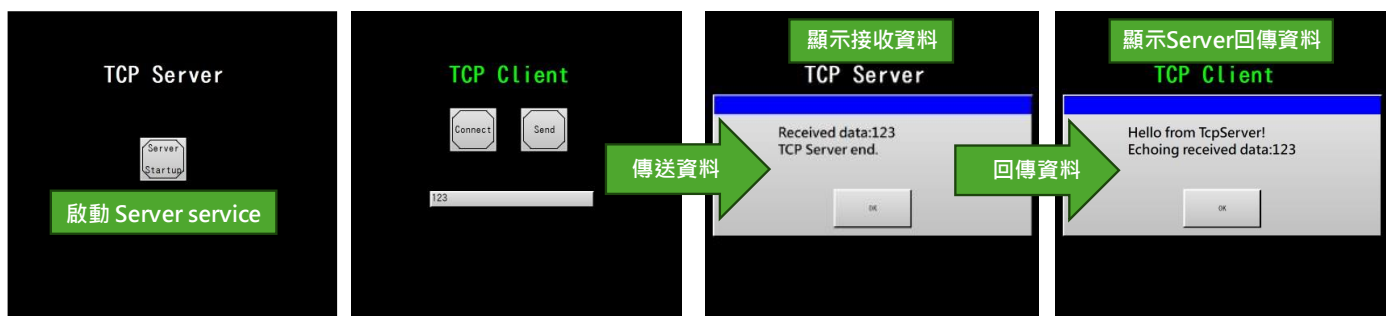 TCP Server
Server
Startup
啟動 Server service
TCP Client
Connect
Send
123
傳送資料
顯示接收資料
TCP Server
Received data:123
TCP Server end.
OK
回傳資料
顯示Server回傳資料
TCP Client
Hello from TcpServer!
Echoing received data:123
OK